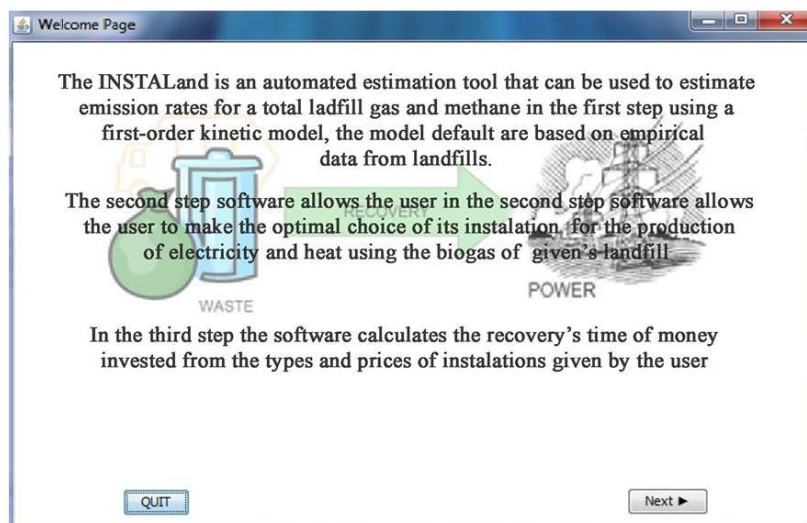 Welcome Page
The INSTALand is an automated estimation tool that can be used to estimate
emission rates for a total ladfill gas and methane in the first step using a
first-order kinetic model, the model default are based on empirical
data from landfills.
The second step software allows the user in the second step software allows
RECOVERY
the user to make the optimal choice of its instalation, for the production
of electricity and heat using the biogas of given's landfill
POWER
WASTE
In the third step the software calculates the recovery's time of money
invested from the types and prices of instalations given by the user
QUIT
Next ►